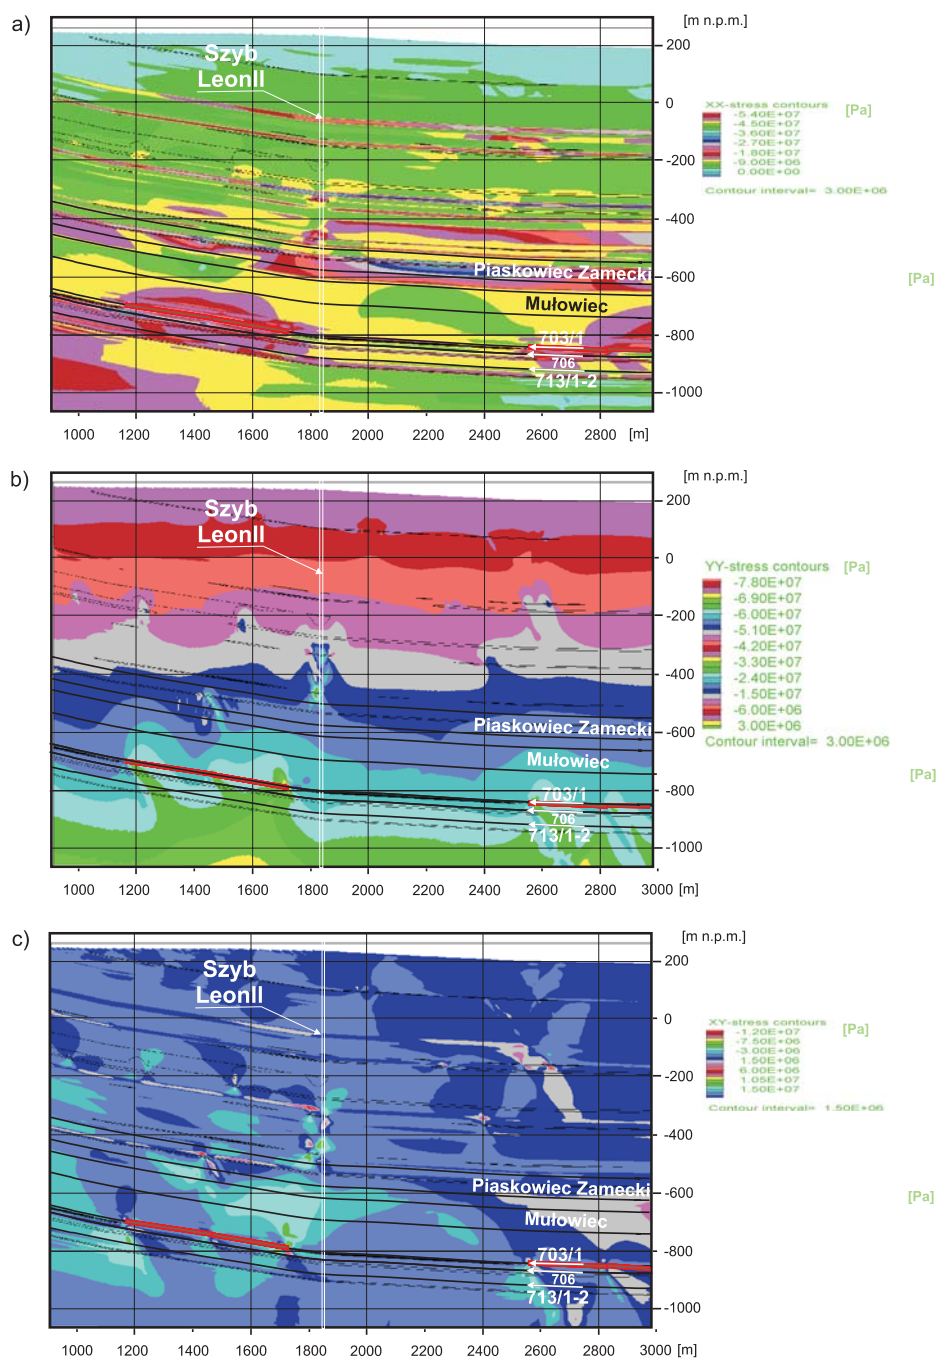 a)
[m n.p.m.]
Szyb
LeonII
200
0
-200
-400
-600
-800
-1000
Piaskowiec Zamecki
Mułowiec
703/1
706
713/1-2
1000 1200 1400 1600 1800 2000 2200 2400 2600 2800 [m]
XX-stress contours [Pa]
-5.40E+07
-4.50E+07
-3.60E+07
-2.70E+07
-1.80E+07
-9.00E+06
0.00E+00
Contour interval= 3.00E+06
[Pa]
b)
[m n.p.m.]
Szyb
LeonII
200
0
-200
-400
-600
-800
-1000
Piaskowiec Zamecki
Mułowiec
703/1
706
713/1-2
1000 1200 1400 1600 1800 2000 2200 2400 2600 2800 3000 [m]
YY-stress contours [Pa]
-7.80E+07
-6.90E+07
-6.00E+07
-5.10E+07
-4.20E+07
-3.30E+07
-2.40E+07
-1.50E+07
-6.00E+06
3.00E+06
Contour interval= 3.00E+06
[Pa]
c)
[m n.p.m.]
Szyb
LeonII
200
0
-200
-400
-600
-800
-1000
Piaskowiec Zamecki
Mułowiec
703/1
706
713/1-2
1000 1200 1400 1600 1800 2000 2200 2400 2600 2800 3000 [m]
XY-stress contours [Pa]
-1.20E+07
-7.50E+06
-3.00E+06
1.50E+06
6.00E+06
1.05E+07
1.50E+07
Contour interval= 1.50E+06
[Pa]